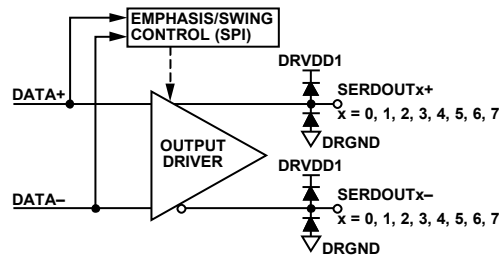 EMPHASIS/SWING
CONTROL (SPI)
DRVDD1
DATA+
SERDOUTx+
x = 0, 1, 2, 3, 4, 5, 6, 7
OUTPUT
DRIVER
DRGND
DRVDD1
DATA–
SERDOUTx–
x = 0, 1, 2, 3, 4, 5, 6, 7
DRGND